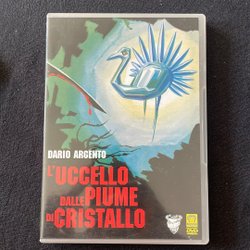 DARIO ARGENTO
L'UCCELLO
DALLE PIUME
DI CRISTALLO